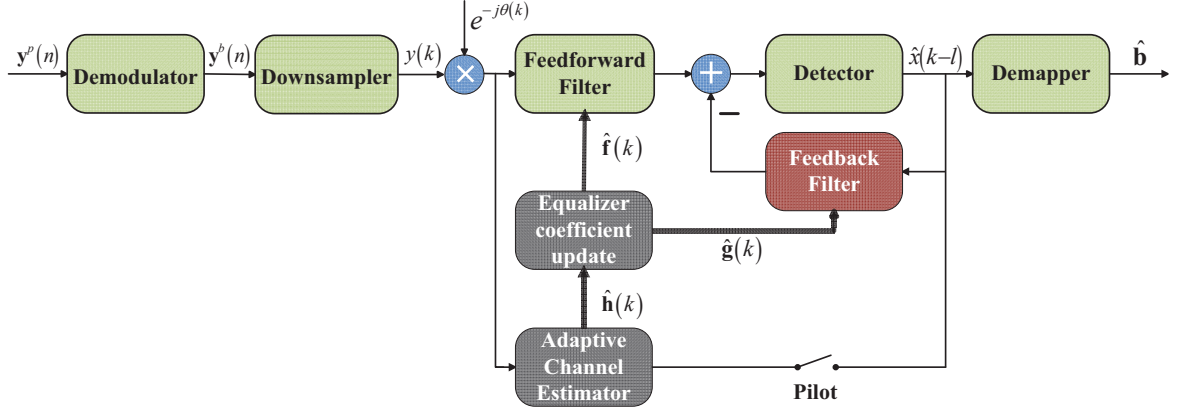 e^{-jθ(k)}
y^p(n)
Demodulator
y^b(n)
Downsampler
y(k)
×
Feedforward
Filter
+
−
Detector
x̂(k−l)
Demapper
b̂
f̂(k)
Feedback
Filter
Equalizer
coefficient
update
ĝ(k)
ĥ(k)
Adaptive
Channel
Estimator
Pilot